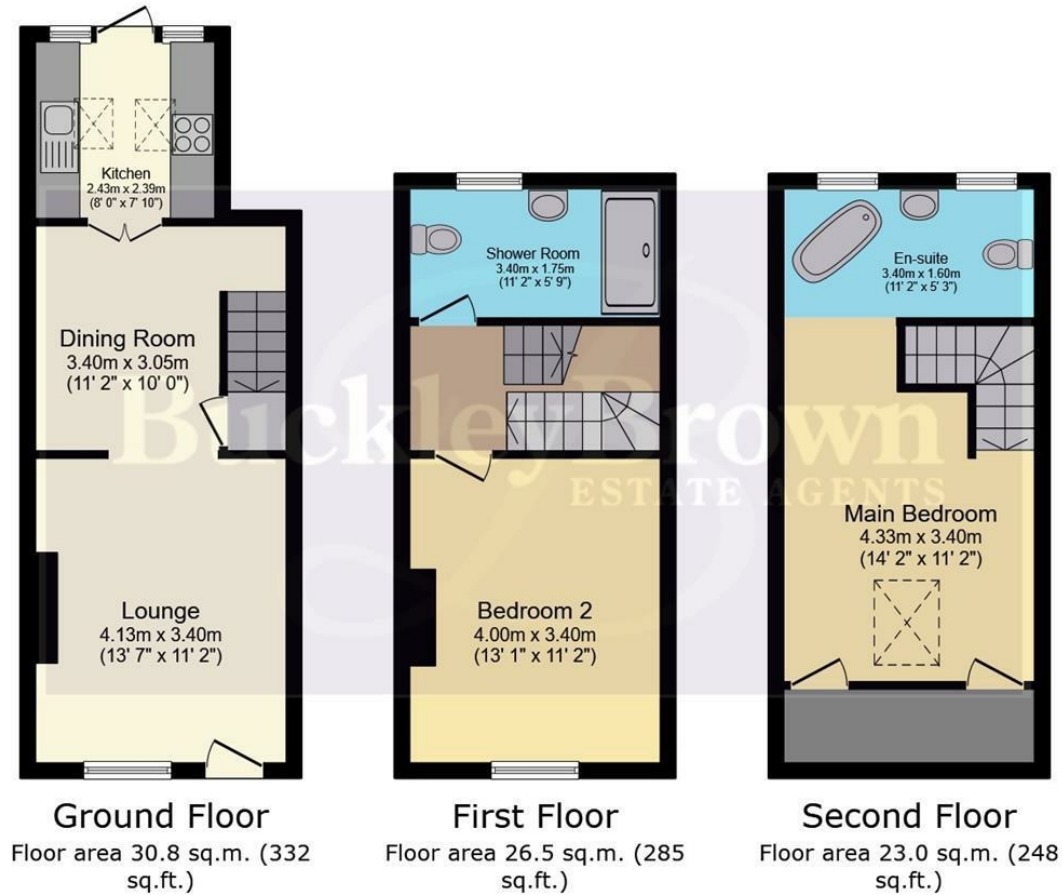 Kitchen
2.43m x 2.39m
(8' 0" x 7' 10")
Dining Room
3.40m x 3.05m
(11' 2" x 10' 0")
Lounge
4.13m x 3.40m
(13' 7" x 11' 2")
Ground Floor
Floor area 30.8 sq.m. (332
sq.ft.)
Shower Room
3.40m x 1.75m
(11' 2" x 5' 9")
Bedroom 2
4.00m x 3.40m
(13' 1" x 11' 2")
First Floor
Floor area 26.5 sq.m. (285
sq.ft.)
En-suite
3.40m x 1.60m
(11' 2" x 5' 3")
Main Bedroom
4.33m x 3.40m
(14' 2" x 11' 2")
Second Floor
Floor area 23.0 sq.m. (248
sq.ft.)
BuckleyBrown
ESTATE AGENTS